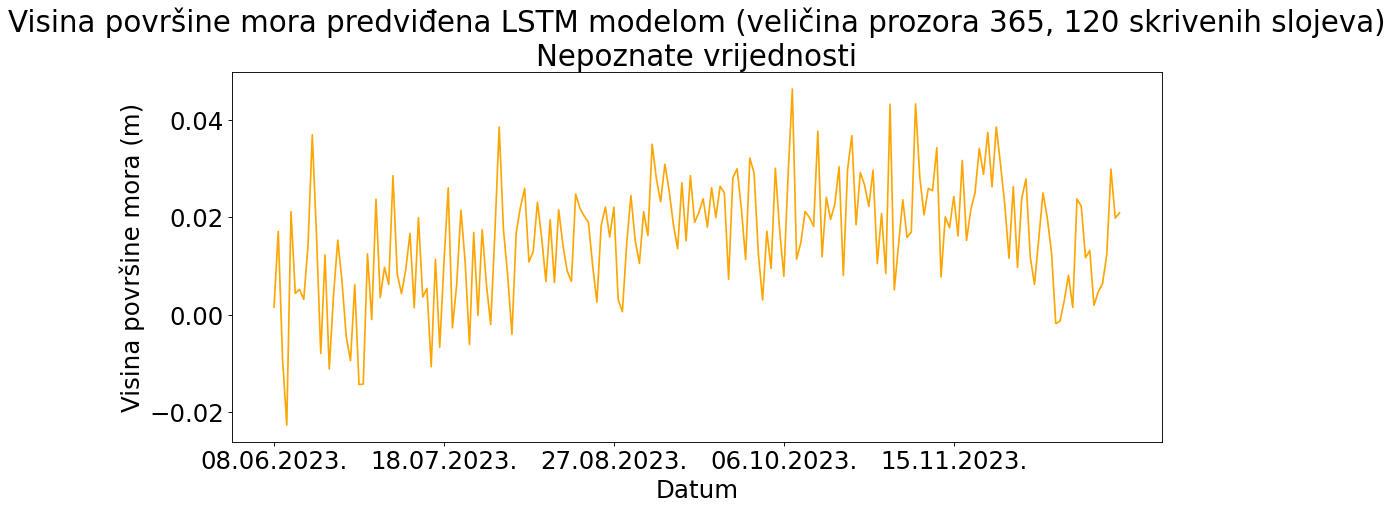 Visina površine mora predviđena LSTM modelom (veličina prozora 365, 120 skrivenih slojeva)
Nepoznate vrijednosti
Visina površine mora (m)
0.04
0.02
0.00
−0.02
08.06.2023. 18.07.2023. 27.08.2023. 06.10.2023. 15.11.2023.
Datum